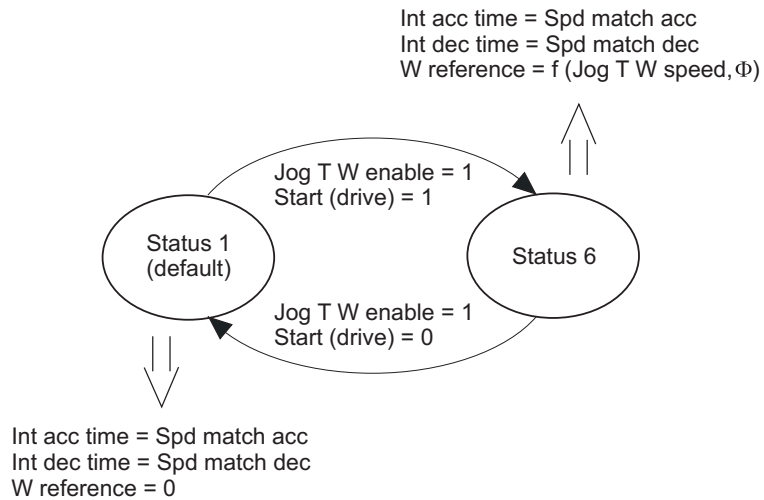 Int acc time = Spd match acc
Int dec time = Spd match dec
W reference = f (Jog T W speed,Φ)
Jog T W enable = 1
Start (drive) = 1
Status 1
(default)
Status 6
Jog T W enable = 1
Start (drive) = 0
Int acc time = Spd match acc
Int dec time = Spd match dec
W reference = 0